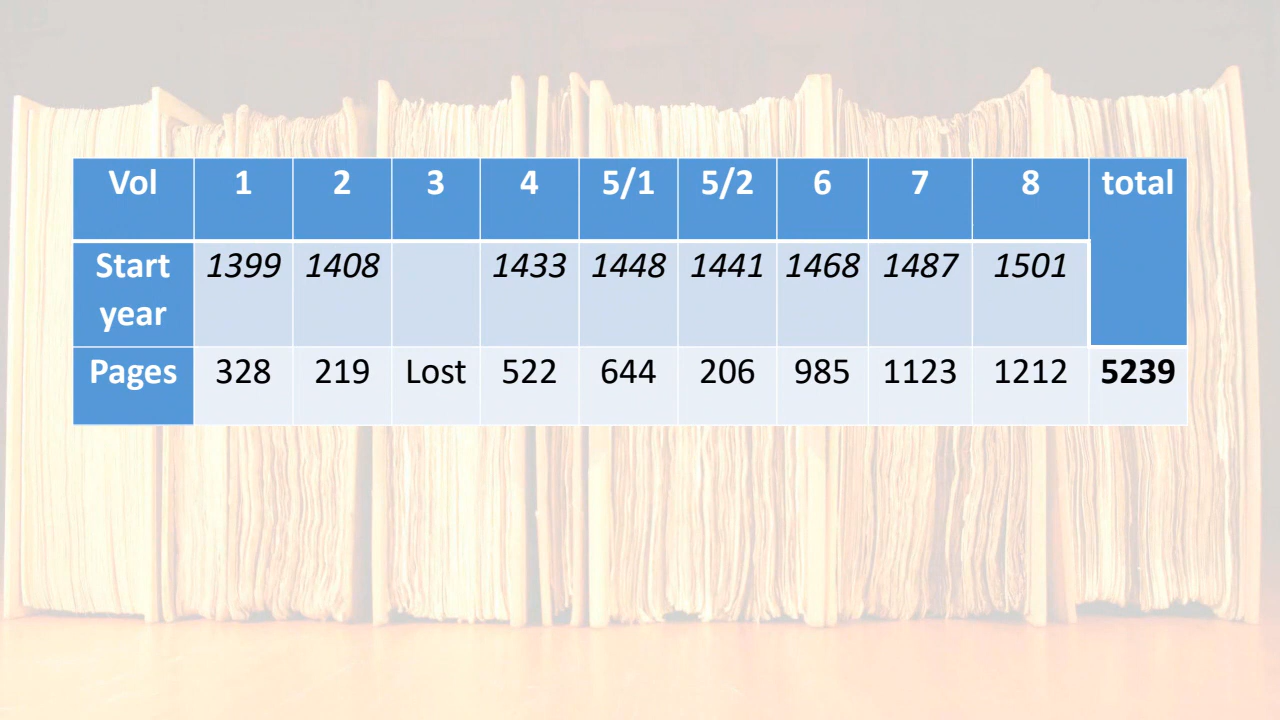 Vol 1 2 3 4 5/1 5/2 6 7 8 total
Start year 1399 1408 1433 1448 1441 1468 1487 1501
Pages 328 219 Lost 522 644 206 985 1123 1212 5239